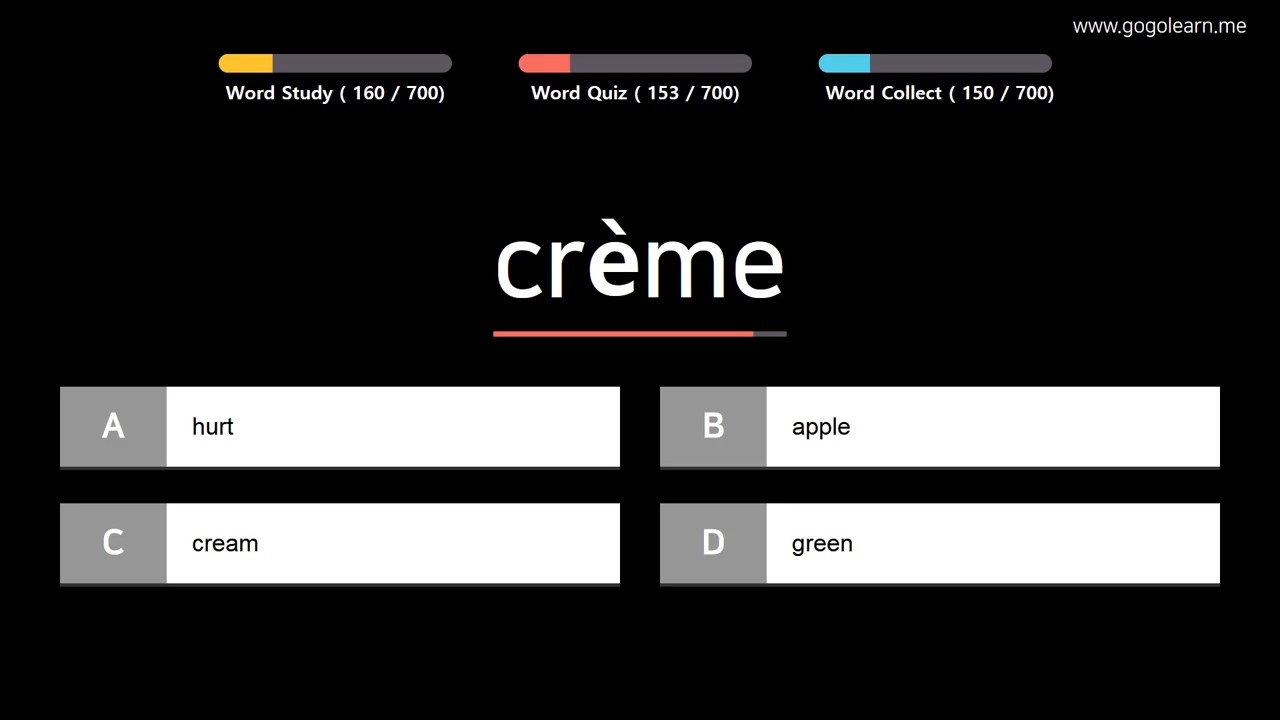 www.gogolearn.me
Word Study ( 160 / 700)
Word Quiz ( 153 / 700)
Word Collect ( 150 / 700)
crème
A hurt
B apple
C cream
D green